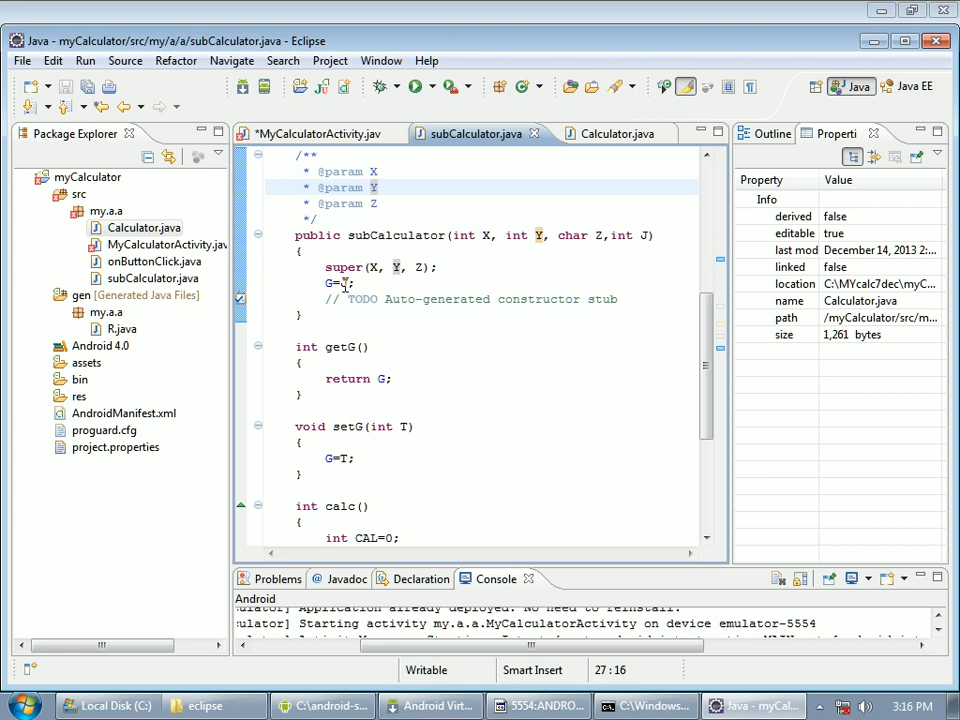 Java - myCalculator/src/my/a/a/subCalculator.java - Eclipse
File Edit Run Source Refactor Navigate Search Project Run Window Help
Java
Java EE
Package Explorer
*MyCalculatorActivity.java
subCalculator.java
Calculator.java
Outline
Properti
myCalculator
src
my.a.a
Calculator.java
MyCalculatorActivity.jav
onButtonClick.java
subCalculator.java
gen [Generated Java Files]
my.a.a
R.java
Android 4.0
assets
bin
res
AndroidManifest.xml
proguard.cfg
project.properties
/**
* @param X
* @param Y
* @param Z
*/
public subCalculator(int X, int Y, char Z,int J)
{
super(X, Y, Z);
G=J;
// TODO Auto-generated constructor stub
}
int getG()
{
return G;
}
void setG(int T)
{
G=T;
}
int calc()
{
int CAL=0;
Property Value
Info
derived false
editable true
last mod December 14, 2013 2...
linked false
location C:\MYcalc7dec\myC...
name Calculator.java
path /myCalculator/src/m...
size 1,261 bytes
Problems
Javadoc
Declaration
Console
Android
ulator] Application already deployed. No need to reinstall.
ulator] Starting activity my.a.a.MyCalculatorActivity on device emulator-5554
Writable
Smart Insert
27 : 16
Local Disk (C:)
eclipse
C:\android-s...
Android Virt...
5554:ANDRO...
C:\Windows...
Java - myCal...
3:16 PM